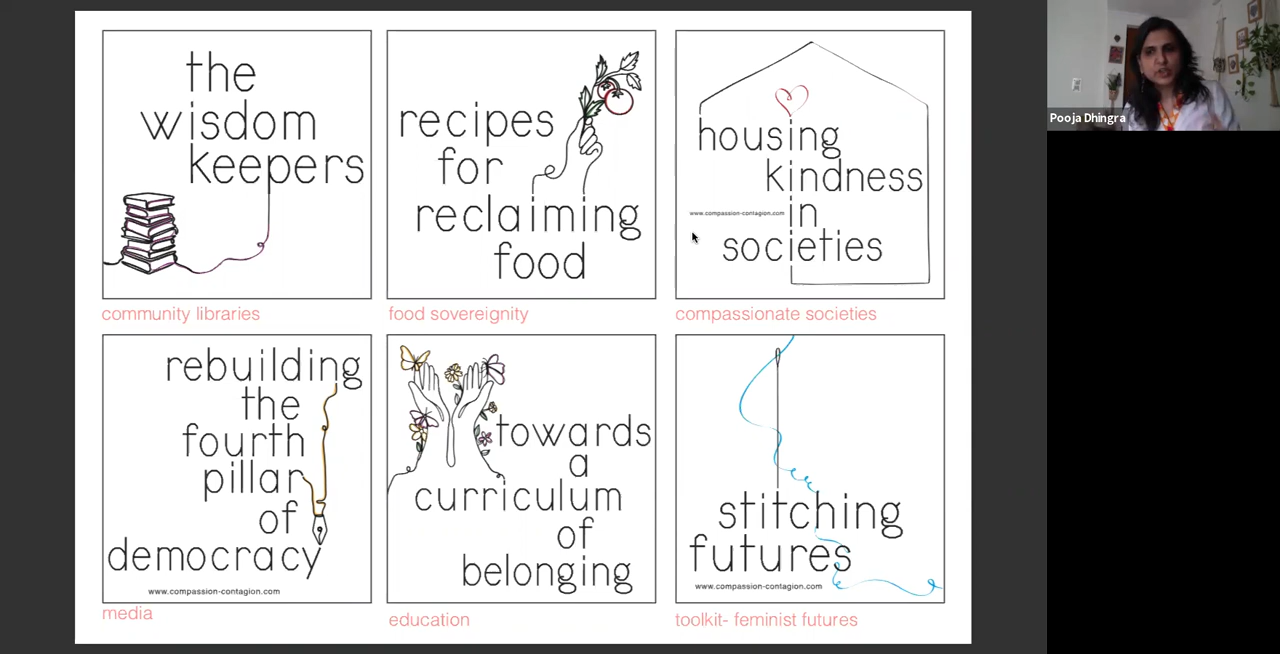 the
wisdom
keepers
community libraries
recipes
for
reclaiming
food
food sovereignity
housing
kindness
www.compassion-contagion.com
in
societies
compassionate societies
rebuilding
the
fourth
pillar
of
democracy
www.compassion-contagion.com
media
towards
a
curriculum
of
belonging
education
stitching
futures
www.compassion-contagion.com
toolkit- feminist futures
Pooja Dhingra